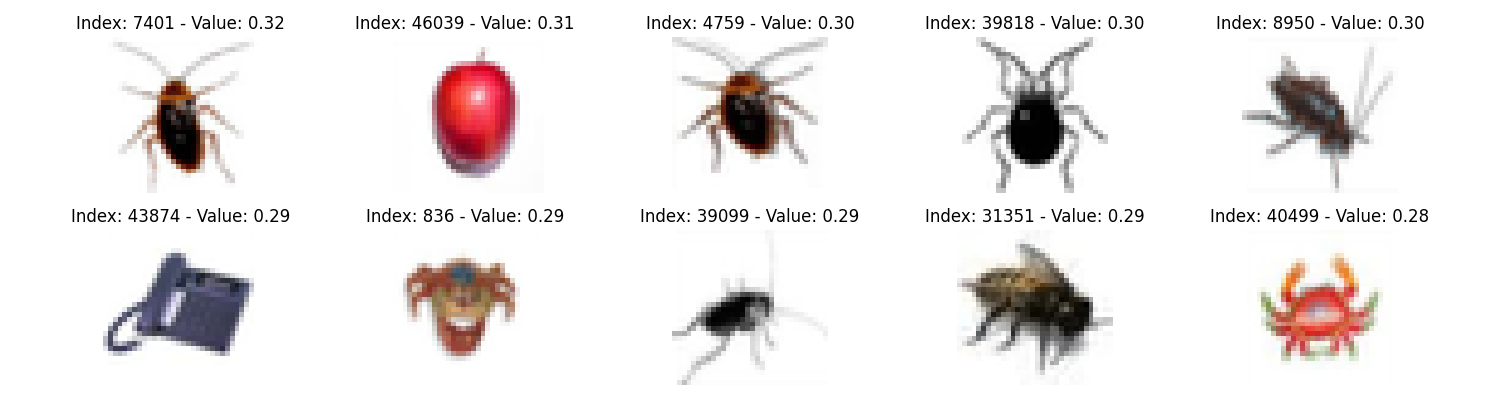 Index: 7401 - Value: 0.32
Index: 46039 - Value: 0.31
Index: 4759 - Value: 0.30
Index: 39818 - Value: 0.30
Index: 8950 - Value: 0.30
Index: 43874 - Value: 0.29
Index: 836 - Value: 0.29
Index: 39099 - Value: 0.29
Index: 31351 - Value: 0.29
Index: 40499 - Value: 0.28